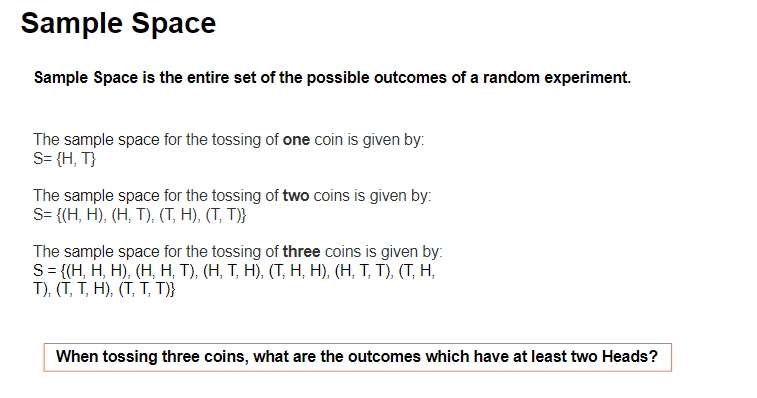 Sample Space
Sample Space is the entire set of the possible outcomes of a random experiment.
The sample space for the tossing of one coin is given by:
S= {H, T}
The sample space for the tossing of two coins is given by:
S= {(H, H), (H, T), (T, H), (T, T)}
The sample space for the tossing of three coins is given by:
S = {(H, H, H), (H, H, T), (H, T, H), (T, H, H), (H, T, T), (T, H,
T), (T, T, H), (T, T, T)}
When tossing three coins, what are the outcomes which have at least two Heads?